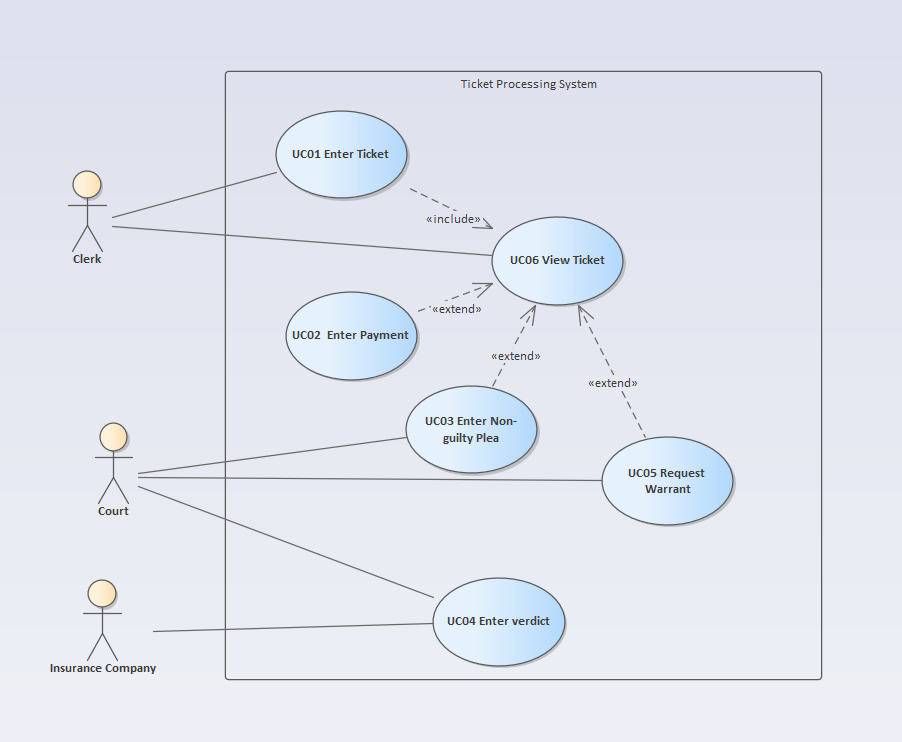 Ticket Processing System
UC01 Enter Ticket
«include»
Clerk
UC06 View Ticket
«extend»
UC02  Enter Payment
«extend»
«extend»
UC03 Enter Non-
guilty Plea
UC05 Request
Warrant
Court
UC04 Enter verdict
Insurance Company